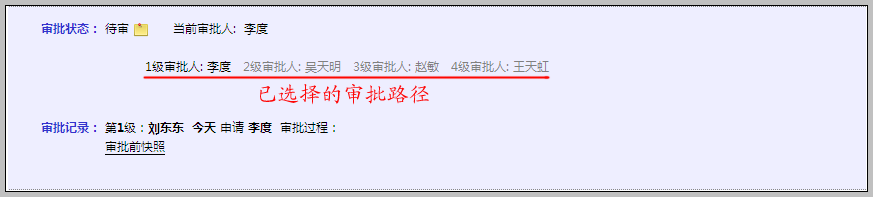 审批状态： 待审 当前审批人: 李度
1级审批人: 李度 2级审批人: 吴天明 3级审批人: 赵敏 4级审批人: 王天虹
已选择的审批路径
审批记录： 第1级：刘东东 今天 申请 李度 审批过程：
审批前快照